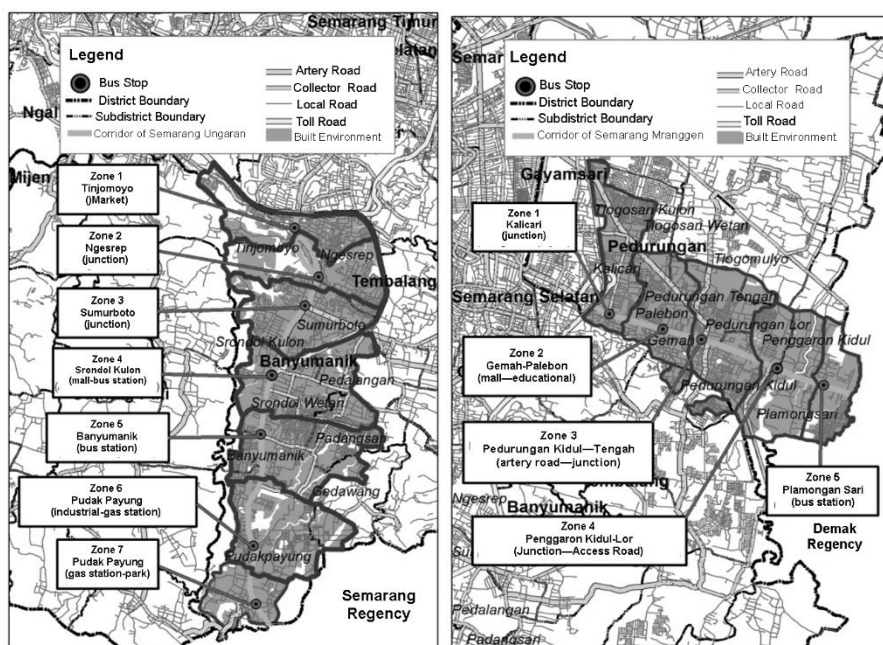 Semarang Timur
Semarang Selatan
Legend
Bus Stop
District Boundary
Subdistrict Boundary
Corridor of Semarang Ungaran
Artery Road
Collector Road
Local Road
Toll Road
Built Environment
Ngal
Mijen
Zone 1
Tinjomoyo
(jMarket)
Zone 2
Ngesrep
(junction)
Zone 3
Sumurboto
(junction)
Zone 4
Srondol Kulon
(mall-bus station)
Zone 5
Banyumanik
(bus station)
Zone 6
Pudak Payung
(industrial-gas station)
Zone 7
Pudak Payung
(gas station-park)
Tinjomoyo
Ngesrep
Tembalang
Sumurboto
Srondol Kulon
Banyumanik
Pedalangan
Srondol Wetan
Padangsari
Banyumanik
Gedawang
Pudakpayung
Semarang
Regency
Semar
Legend
Bus Stop
District Boundary
Subdistrict Boundary
Corridor of Semarang Mranggen
Artery Road
Collector Road
Local Road
Toll Road
Built Environment
Gayamsari
Tlogosari Kulon
Tlogosari Wetan
Zone 1
Kalicari
(junction)
Pedurungan
Tlogomulyo
Kalicari
Semarang Selatan
Pedurungan Tengah
Palebon
Pedurungan Lor
Gemah
Penggaron Kidul
Zone 2
Gemah-Palebon
(mall—educational)
Pedurungan Kidul
Plamongsari
Zone 3
Pedurungan Kidul—Tengah
(artery road—junction)
Zone 5
Plamongan Sari
(bus station)
Ngesrep
Banyumanik
Zone 4
Penggaron Kidul-Lor
(Junction—Access Road)
Demak
Regency
Pedalangan
Padangsari